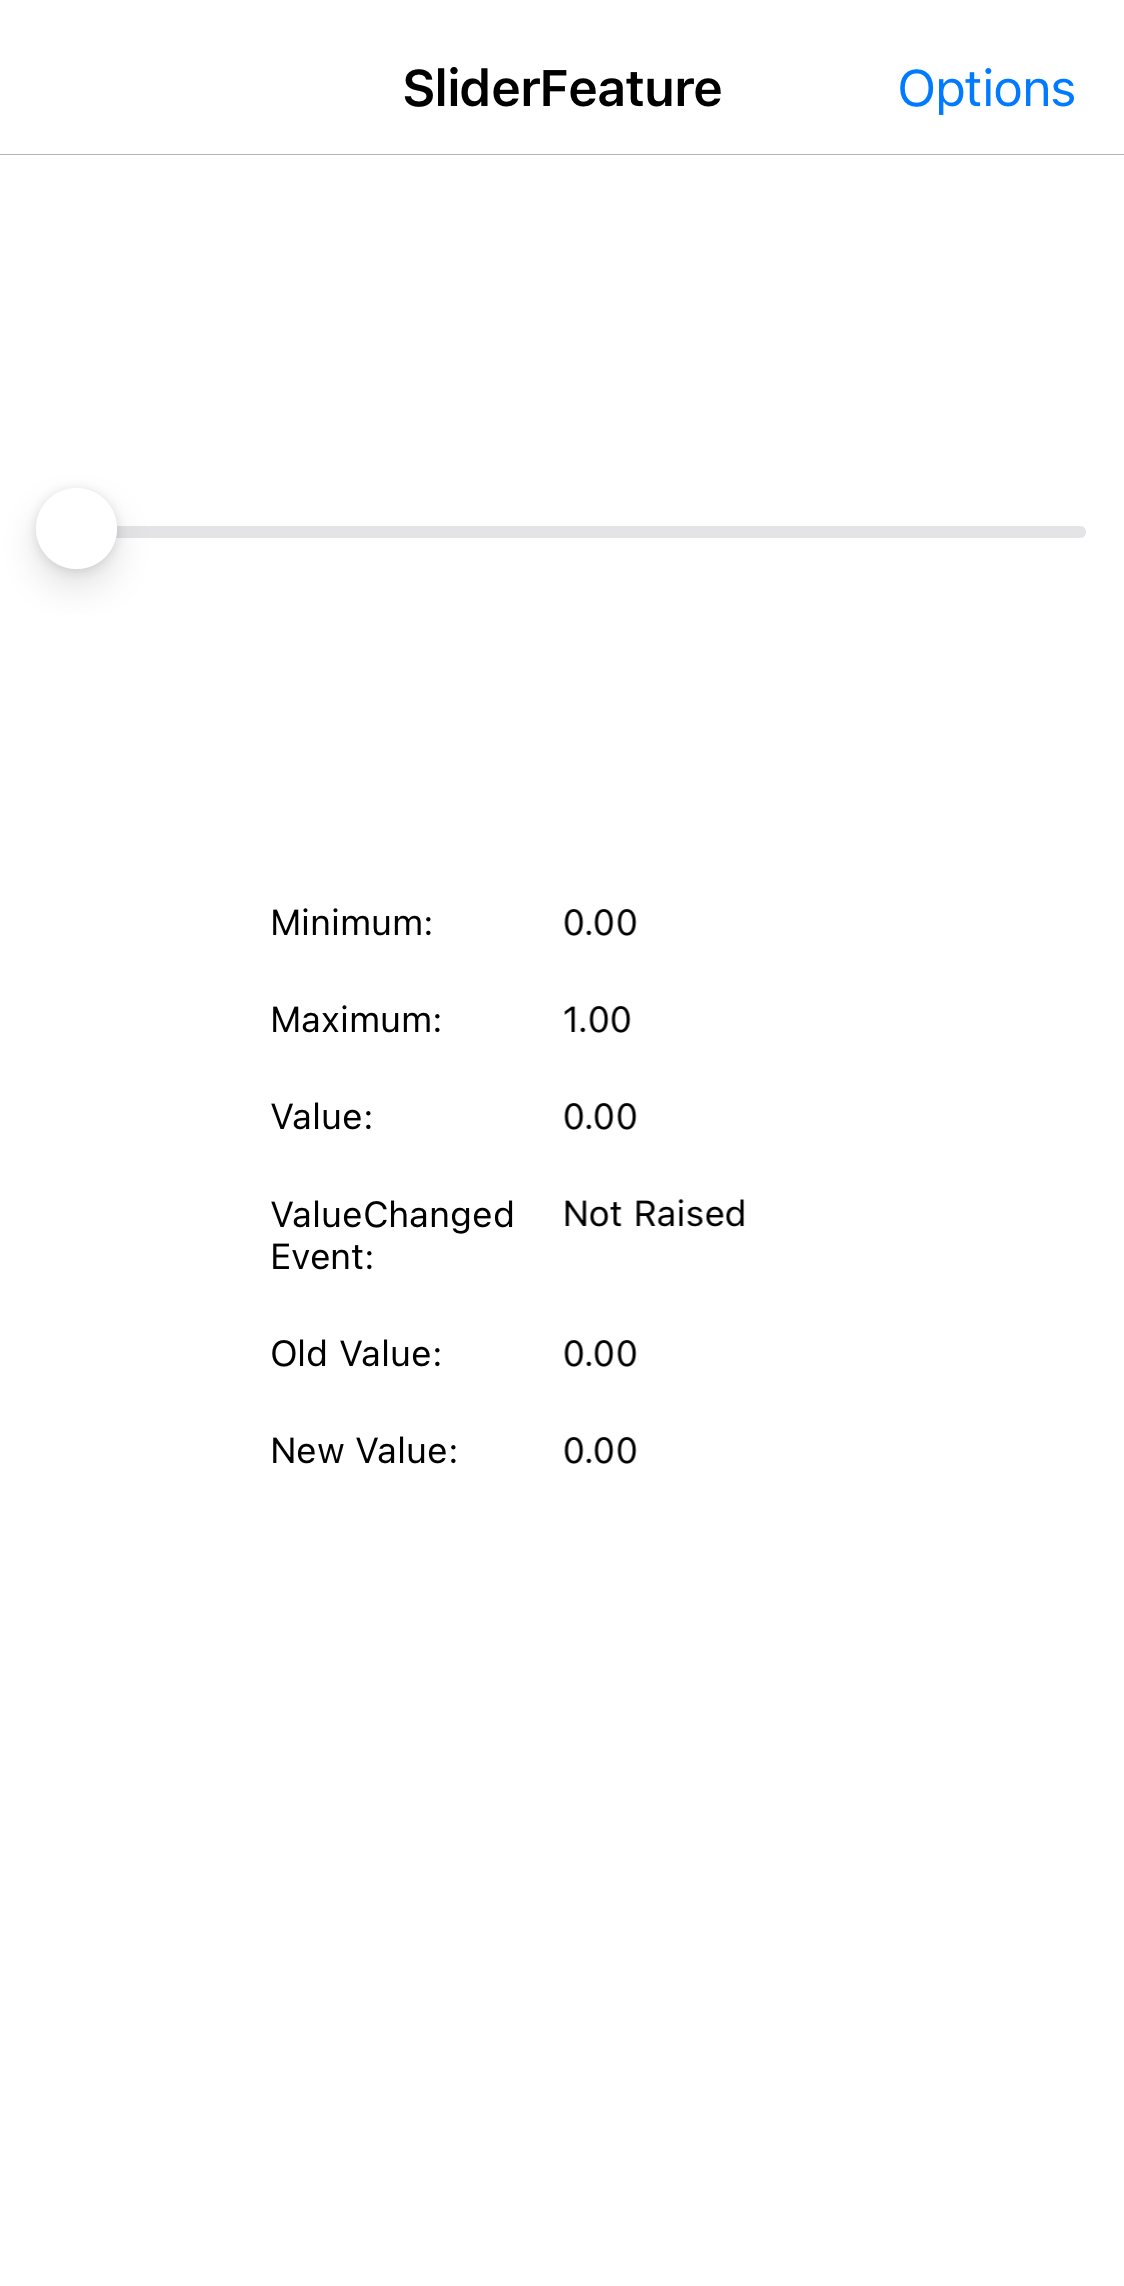 SliderFeature Options
Minimum: 0.00
Maximum: 1.00
Value: 0.00
ValueChanged Not Raised
Event:
Old Value: 0.00
New Value: 0.00